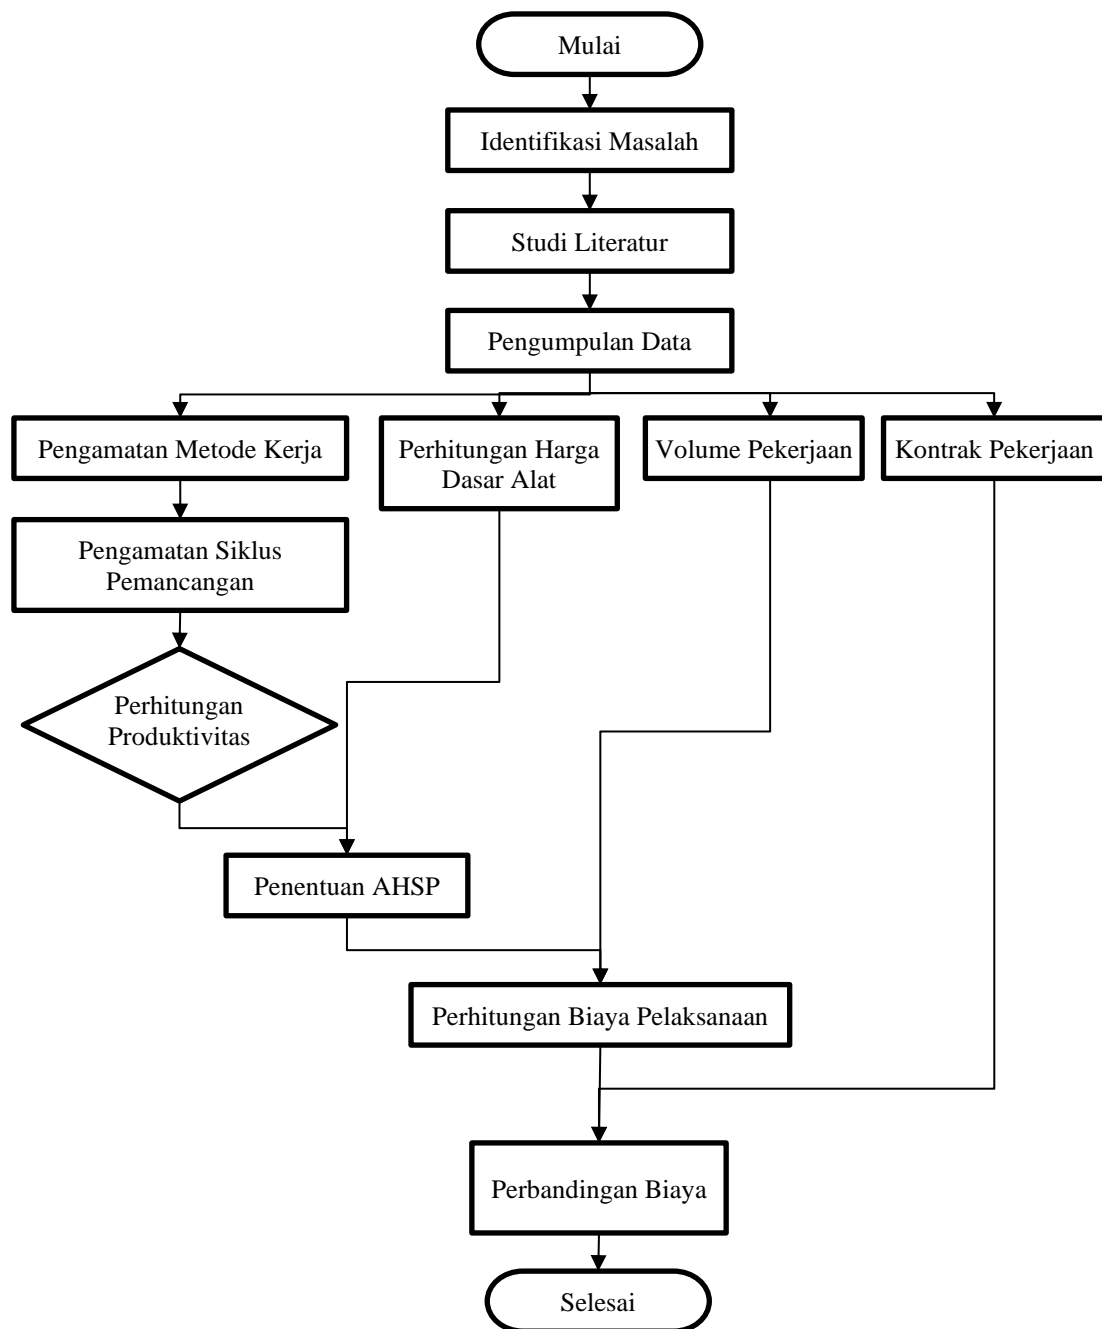 Mulai
Identifikasi Masalah
Studi Literatur
Pengumpulan Data
Pengamatan Metode Kerja
Perhitungan Harga
Dasar Alat
Volume Pekerjaan
Kontrak Pekerjaan
Pengamatan Siklus
Pemancangan
Perhitungan
Produktivitas
Penentuan AHSP
Perhitungan Biaya Pelaksanaan
Perbandingan Biaya
Selesai